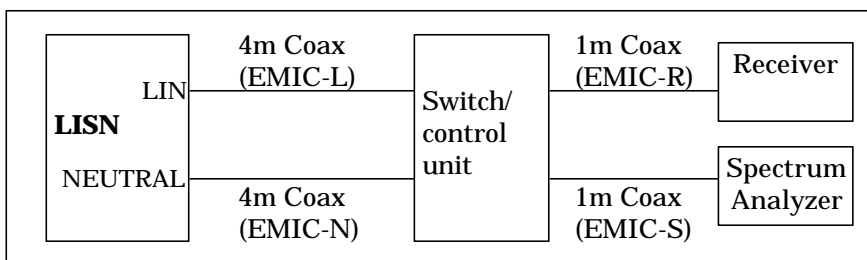 4m Coax
(EMIC-L)
1m Coax
(EMIC-R)
Receiver
LIN
LISN
Switch/
control
unit
NEUTRAL
4m Coax
(EMIC-N)
1m Coax
(EMIC-S)
Spectrum
Analyzer